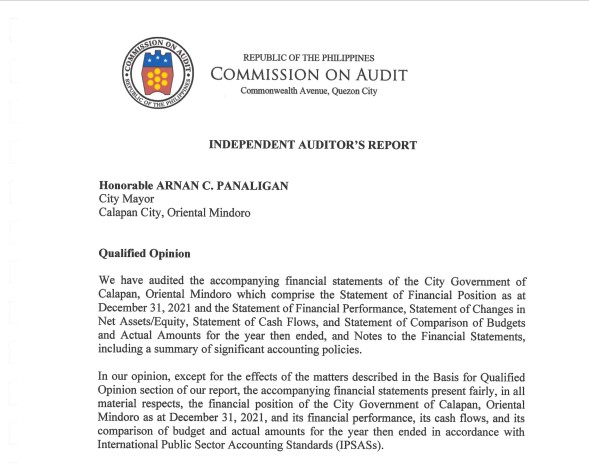 COMMISSION ON AUDIT
REPUBLIC OF THE PHILIPPINES
REPUBLIC OF THE PHILIPPINES
COMMISSION ON AUDIT
Commonwealth Avenue, Quezon City
INDEPENDENT AUDITOR'S REPORT
Honorable ARNAN C. PANALIGAN
City Mayor
Calapan City, Oriental Mindoro
Qualified Opinion
We have audited the accompanying financial statements of the City Government of
Calapan, Oriental Mindoro which comprise the Statement of Financial Position as at
December 31, 2021 and the Statement of Financial Performance, Statement of Changes in
Net Assets/Equity, Statement of Cash Flows, and Statement of Comparison of Budgets
and Actual Amounts for the year then ended, and Notes to the Financial Statements,
including a summary of significant accounting policies.
In our opinion, except for the effects of the matters described in the Basis for Qualified
Opinion section of our report, the accompanying financial statements present fairly, in all
material respects, the financial position of the City Government of Calapan, Oriental
Mindoro as at December 31, 2021, and its financial performance, its cash flows, and its
comparison of budget and actual amounts for the year then ended in accordance with
International Public Sector Accounting Standards (IPSASs).